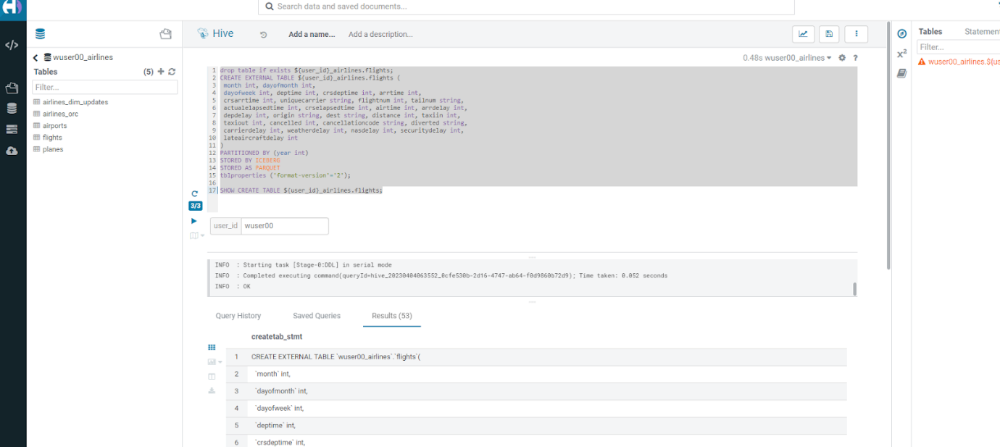 Search data and saved documents...
Hive
Add a name...
Add a description...
Tables
Statement
Filter...
wuser00_airlines.${us
wuser00_airlines
Tables
(5)
Filter...
airlines_dim_updates
airlines_orc
airports
flights
planes
0.48s wuser00_airlines
?
1 drop table if exists ${user_id}_airlines.flights;
2 CREATE EXTERNAL TABLE ${user_id}_airlines.flights (
3 month int, dayofmonth int,
4 dayofweek int, deptime int, crsdeptime int, arrtime int,
5 crsarrtime int, uniquecarrier string, flightnum int, tailnum string,
6 actualelapsedtime int, crselapsedtime int, airtime int, arrdelay int,
7 depdelay int, origin string, dest string, distance int, taxiin int,
8 taxiout int, cancelled int, cancellationcode string, diverted string,
9 carrierdelay int, weatherdelay int, nasdelay int, securitydelay int,
10 lateaircraftdelay int
11 )
12 PARTITIONED BY (year int)
13 STORED BY ICEBERG
14 STORED AS PARQUET
15 tblproperties ('format-version'='2');
16
17 SHOW CREATE TABLE ${user_id}_airlines.flights;
3/3
user_id wuser00
INFO : Starting task [Stage-0:DDL] in serial mode
INFO : Completed executing command(queryId=hive_20230404063552_0cfe530b-2d16-4747-ab64-f0d9860b72d9); Time taken: 0.052 seconds
INFO : OK
Query History
Saved Queries
Results (53)
createtab_stmt
1 CREATE EXTERNAL TABLE `wuser00_airlines`.`flights`(
2 `month` int,
3 `dayofmonth` int,
4 `dayofweek` int,
5 `deptime` int,
6 `crsdeptime` int,